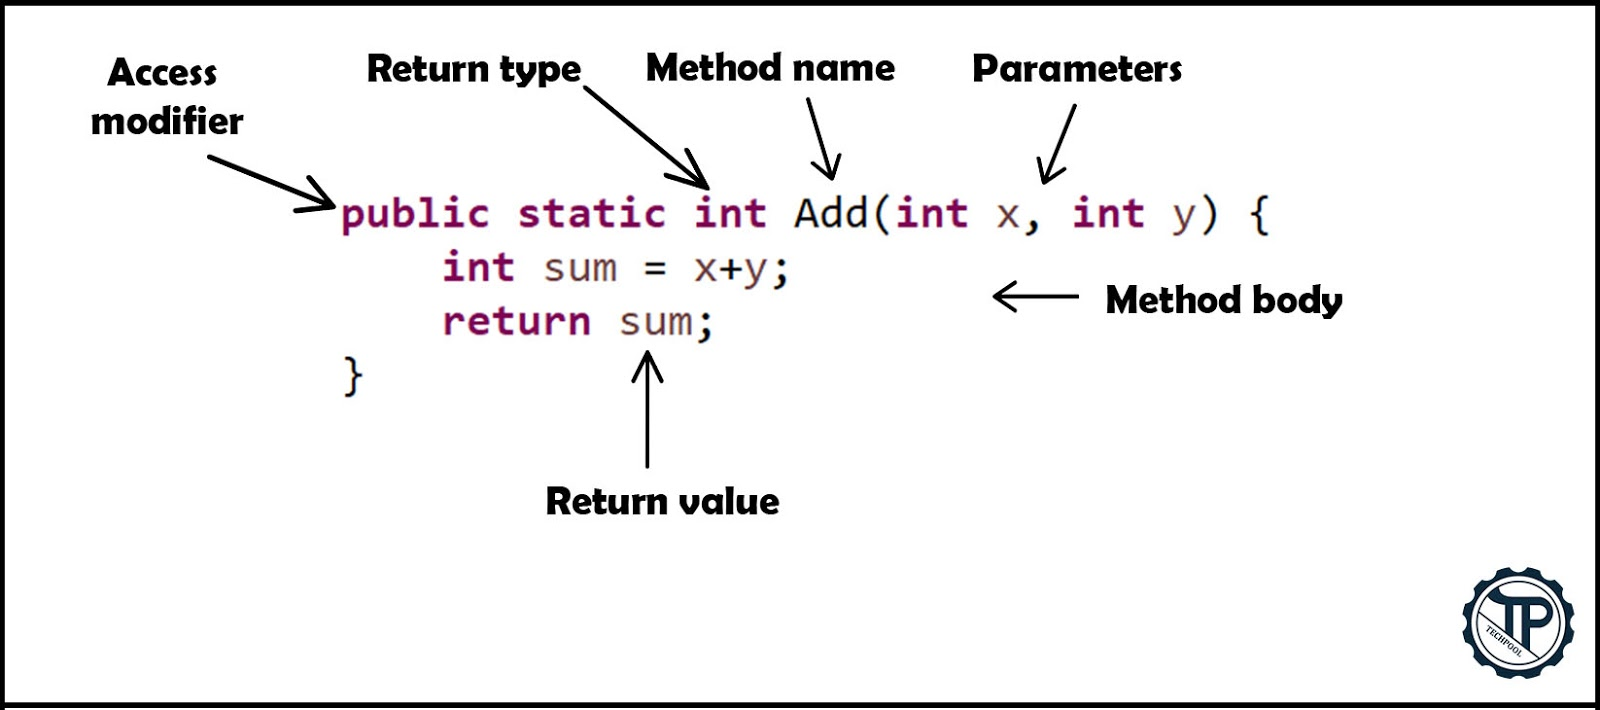 Access
modifier
Return type
Method name
Parameters
public static int Add(int x, int y) {
int sum = x+y;
return sum;
}
Method body
Return value
TP
TECHPOOL